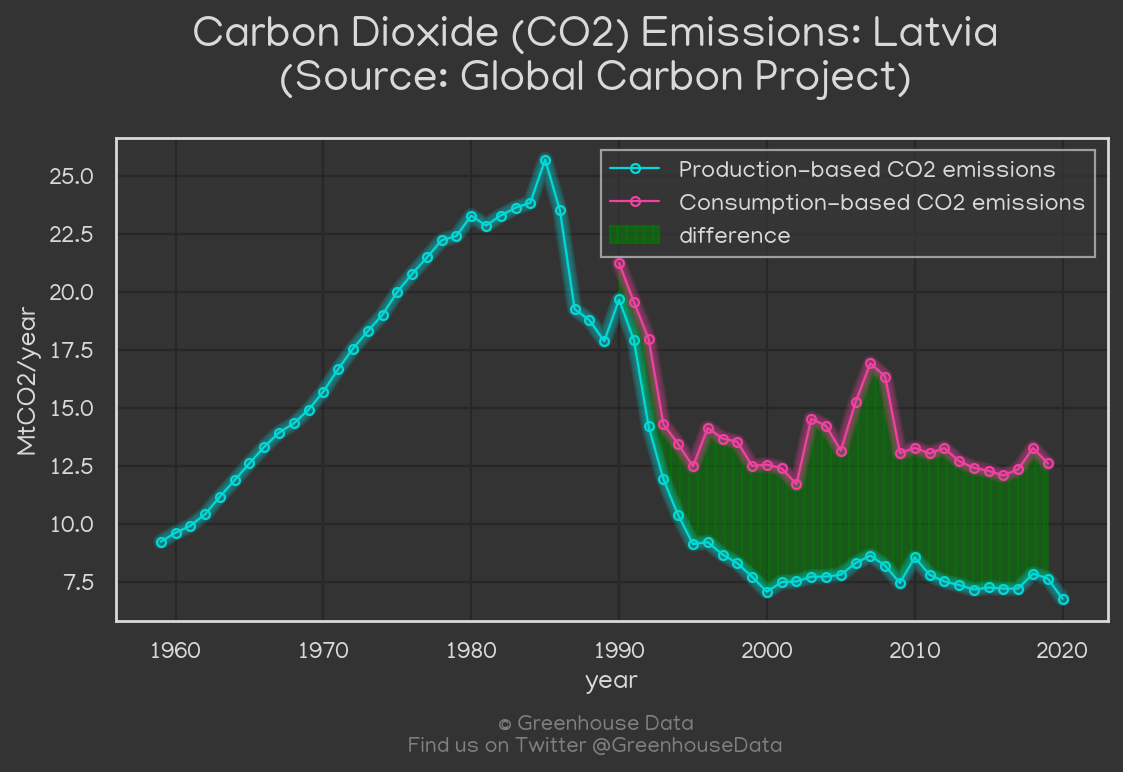 Carbon Dioxide (CO2) Emissions: Latvia
(Source: Global Carbon Project)
Production-based CO2 emissions
Consumption-based CO2 emissions
difference
MtCO2/year
25.0
22.5
20.0
17.5
15.0
12.5
10.0
7.5
1960 1970 1980 1990 2000 2010 2020
year
© Greenhouse Data
Find us on Twitter @GreenhouseData